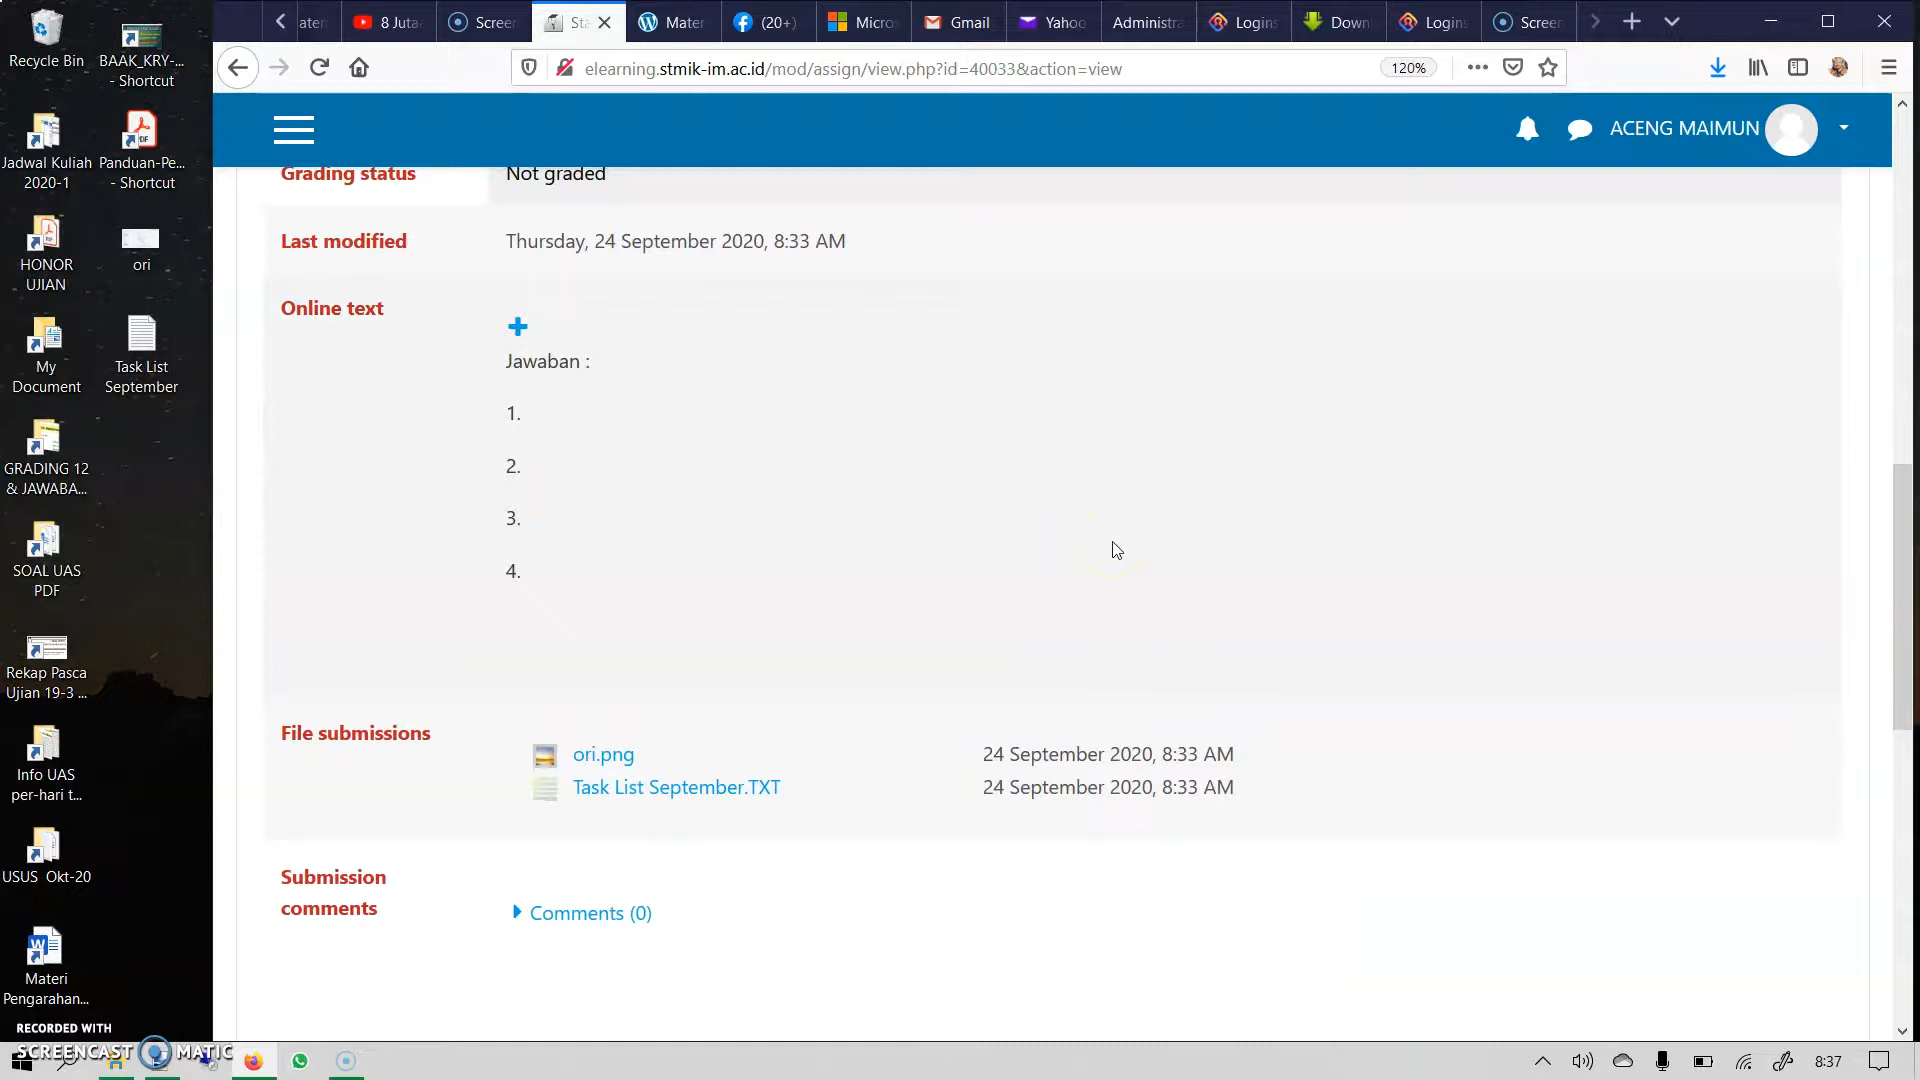 Recycle Bin
BAAK_KRY-...
- Shortcut
Jadwal Kuliah
2020-1
Panduan-Pe...
- Shortcut
HONOR
UJIAN
ori
My
Document
Task List
September
GRADING 12
& JAWABA...
SOAL UAS
PDF
Rekap Pasca
Ujian 19-3 ...
Info UAS
per-hari t...
USUS Okt-20
Materi
Pengarahan...
RECORDED WITH
SCREENCAST MATIC
ateri
8 Juta
Screen
Sta
Mater
(20+)
Micro
Gmail
Yahoo
Administra
Logins
Down
Logins
Screen
elearning.stmik-im.ac.id/mod/assign/view.php?id=40033&action=view
120%
ACENG MAIMUN
Grading status
Not graded
Last modified
Thursday, 24 September 2020, 8:33 AM
Online text
Jawaban :
1.
2.
3.
4.
File submissions
ori.png
24 September 2020, 8:33 AM
Task List September.TXT
24 September 2020, 8:33 AM
Submission
comments
Comments (0)
8:37